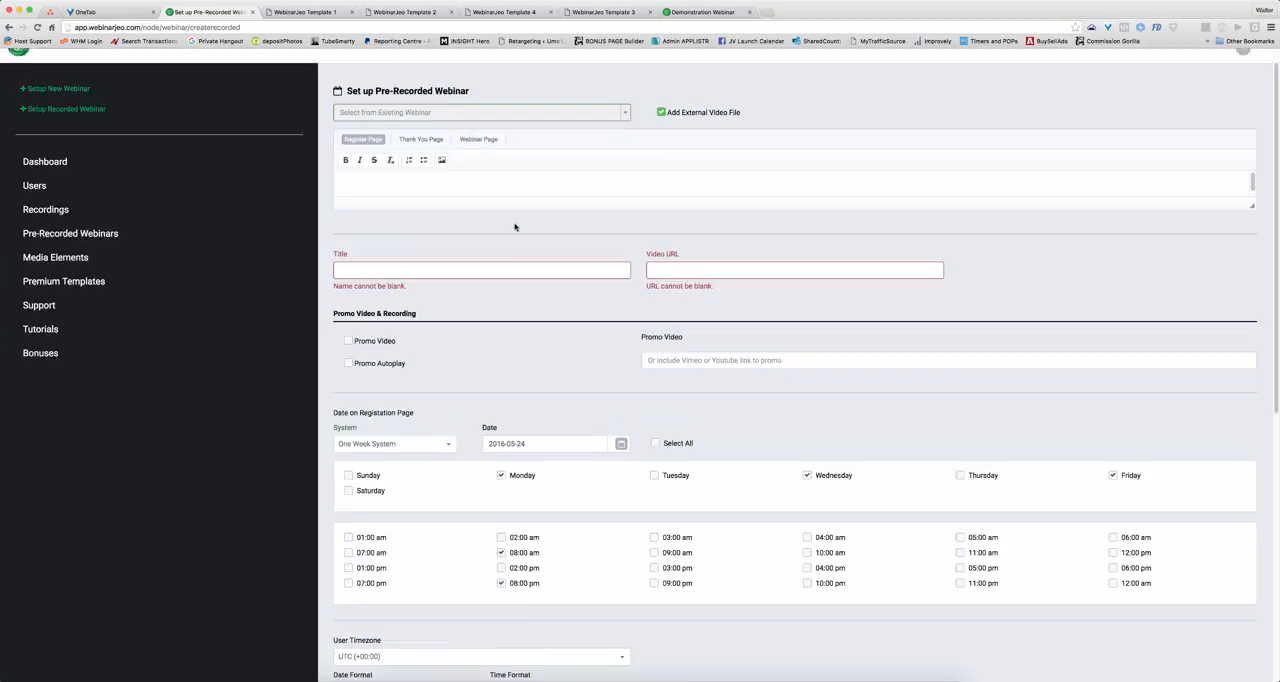 OneTab
Set up Pre-Recorded Web
WebinarJeo Template 1
WebinarJeo Template 2
WebinarJeo Template 4
WebinarJeo Template 3
Demonstration Webinar
Walter
app.webinarjeo.com/node/webinar/createrecorded
Host Support
WHM Login
Search Transactions
Private Hangout
depositPhotos
TubeSmarty
Reporting Centre -
INSIGHT Hero
Retargeting < Umo
BONUS PAGE Builder
Admin APPLISTR
JV Launch Calendar
SharedCount:
MyTrafficSource
Improvely
Timers and POPs
BuySellAds
Commission Gorilla
»
Other Bookmarks
+ Setup New Webinar
+ Setup Recorded Webinar
Dashboard
Users
Recordings
Pre-Recorded Webinars
Media Elements
Premium Templates
Support
Tutorials
Bonuses
Set up Pre-Recorded Webinar
Select from Existing Webinar
Add External Video File
Register Page
Thank You Page
Webinar Page
B I S Tx
Title
Video URL
Name cannot be blank.
URL cannot be blank.
Promo Video & Recording
Promo Video
Promo Video
Promo Autoplay
Or include Vimeo or Youtube link to promo
Date on Registation Page
System
Date
One Week System
2016-05-24
Select All
Sunday Monday Tuesday Wednesday Thursday Friday
Saturday
01:00 am 02:00 am 03:00 am 04:00 am 05:00 am 06:00 am
07:00 am 08:00 am 09:00 am 10:00 am 11:00 am 12:00 pm
01:00 pm 02:00 pm 03:00 pm 04:00 pm 05:00 pm 06:00 pm
07:00 pm 08:00 pm 09:00 pm 10:00 pm 11:00 pm 12:00 am
User Timezone
UTC (+00:00)
Date Format
Time Format